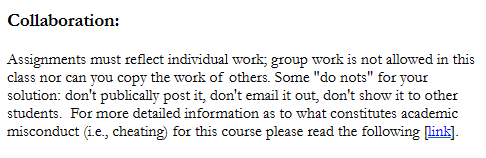 Collaboration:
Assignments must reflect individual work; group work is not allowed in this
class nor can you copy the work of others. Some "do nots" for your
solution: don't publically post it, don't email it out, don't show it to other
students.  For more detailed information as to what constitutes academic
misconduct (i.e., cheating) for this course please read the following [link].